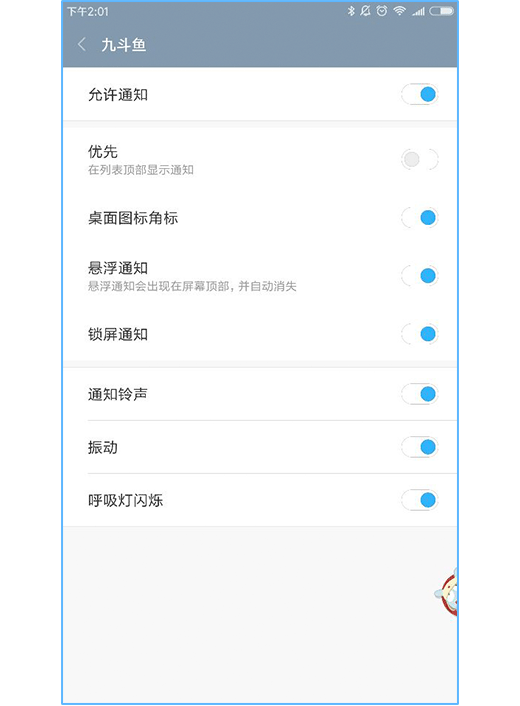 下午2:01
九斗鱼
允许通知
优先
在列表顶部显示通知
桌面图标角标
悬浮通知
悬浮通知会出现在屏幕顶部，并自动消失
锁屏通知
通知铃声
振动
呼吸灯闪烁